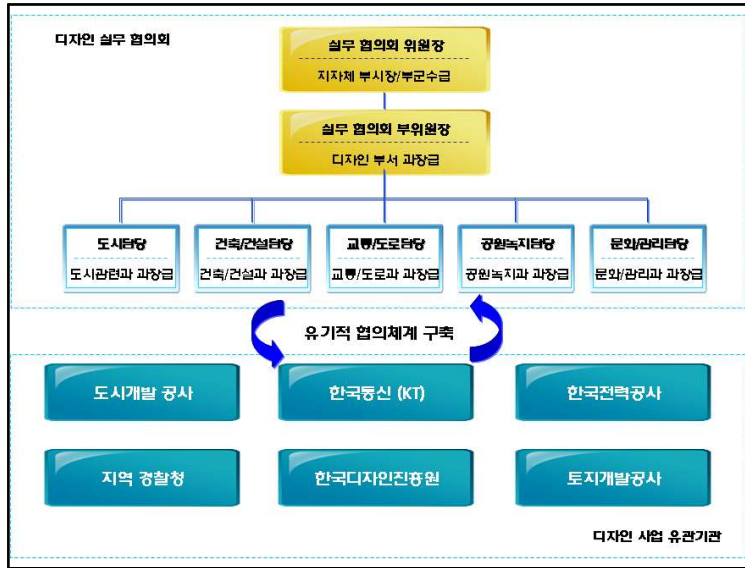 디자인 실무 협의회
실무 협의회 위원장
지자체 부시장/부군수급
실무 협의회 부위원장
디자인 부서 과장급
도시담당
도시관련과 과장급
건축/건설담당
건축/건설과 과장급
교통/도로담당
교통/도로과 과장급
공원녹지담당
공원녹지과 과장급
문화/관리담당
문화/관리과 과장급
유기적 협의체계 구축
도시개발 공사
한국통신 (KT)
한국전력공사
지역 경찰청
한국디자인진흥원
토지개발공사
디자인 사업 유관기관